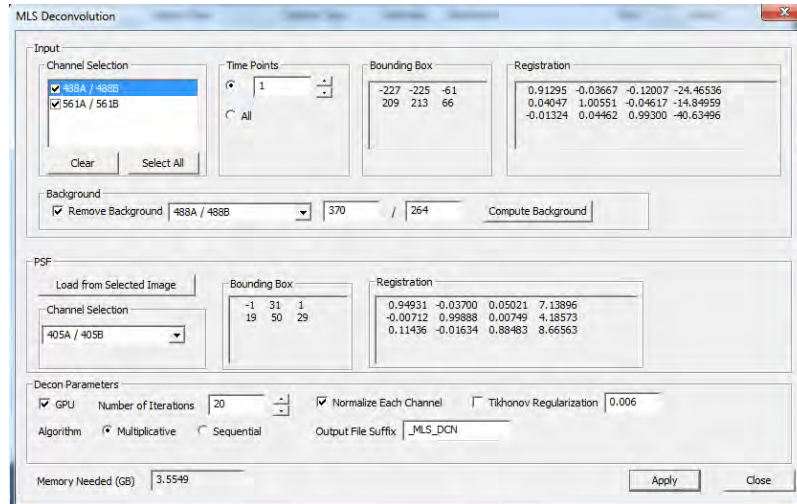 MLS Deconvolution
Input
Channel Selection
488A / 488B
561A / 561B
Clear Select All
Time Points
1
All
Bounding Box
-227 -225 -61
209 213 66
Registration
0.91295 -0.03667 -0.12007 -24.46536
0.04047 1.00551 -0.04617 -14.84959
-0.01324 0.04462 0.99300 -40.63496
Background
Remove Background 488A / 488B 370 / 264 Compute Background
PSF
Load from Selected Image
Channel Selection
405A / 405B
Bounding Box
-1 31 1
19 50 29
Registration
0.94931 -0.03700 0.05021 7.13896
-0.00712 0.99888 0.00749 4.18573
0.11436 -0.01634 0.88483 8.66563
Decon Parameters
GPU Number of Iterations 20 Normalize Each Channel Tikhonov Regularization 0.006
Algorithm Multiplicative Sequential Output File Suffix _MLS_DCN
Memory Needed (GB) 3.5549 Apply Close